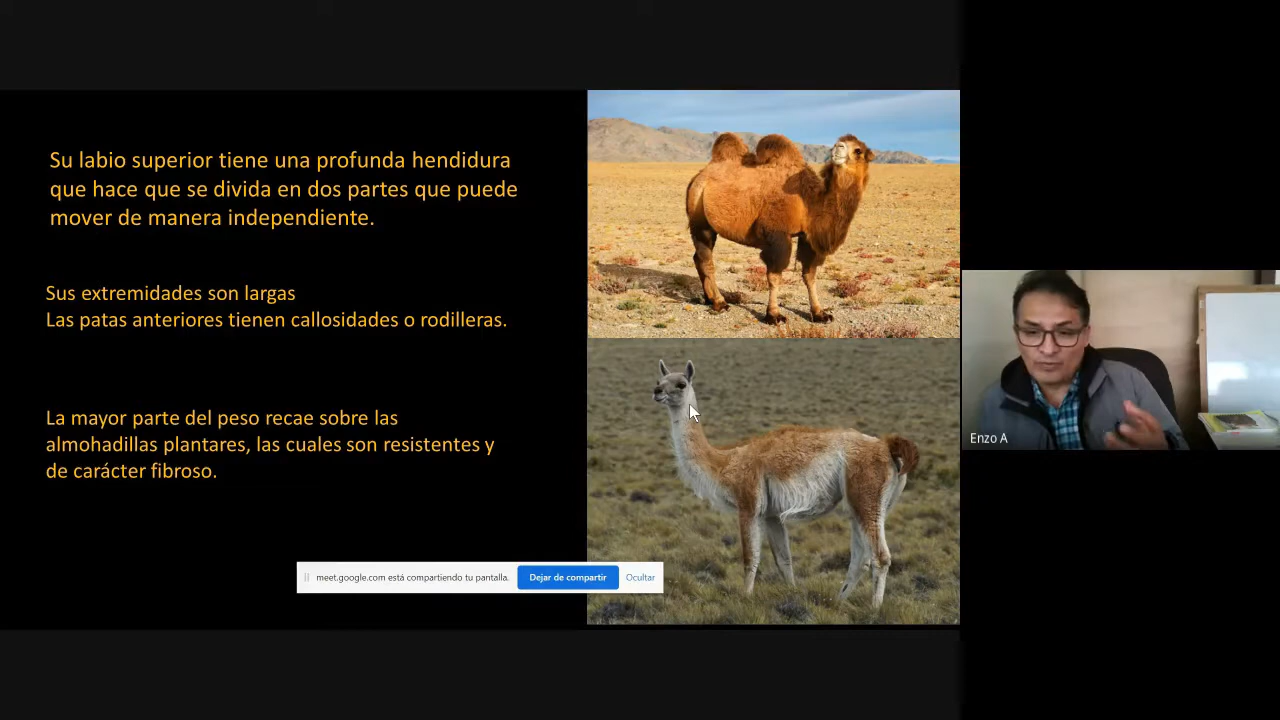 Su labio superior tiene una profunda hendidura
que hace que se divida en dos partes que puede
mover de manera independiente.
Sus extremidades son largas
Las patas anteriores tienen callosidades o rodilleras.
La mayor parte del peso recae sobre las
almohadillas plantares, las cuales son resistentes y
de carácter fibroso.
meet.google.com está compartiendo tu pantalla.
Dejar de compartir
Ocultar
Enzo A